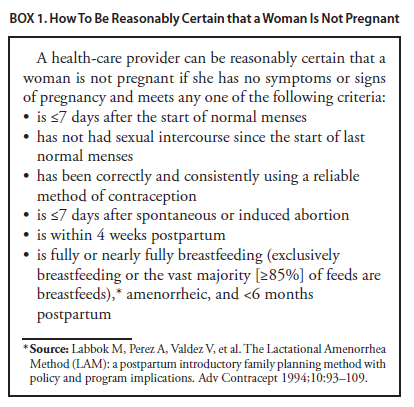 BOX 1. How To Be Reasonably Certain that a Woman Is Not Pregnant
A health-care provider can be reasonably certain that a
woman is not pregnant if she has no symptoms or signs
of pregnancy and meets any one of the following criteria:
• is ≤7 days after the start of normal menses
• has not had sexual intercourse since the start of last
normal menses
• has been correctly and consistently using a reliable
method of contraception
• is ≤7 days after spontaneous or induced abortion
• is within 4 weeks postpartum
• is fully or nearly fully breastfeeding (exclusively
breastfeeding or the vast majority [≥85%] of feeds are
breastfeeds),* amenorrheic, and <6 months
postpartum
* Source: Labbok M, Perez A, Valdez V, et al. The Lactational Amenorrhea
Method (LAM): a postpartum introductory family planning method with
policy and program implications. Adv Contracept 1994;10:93–109.